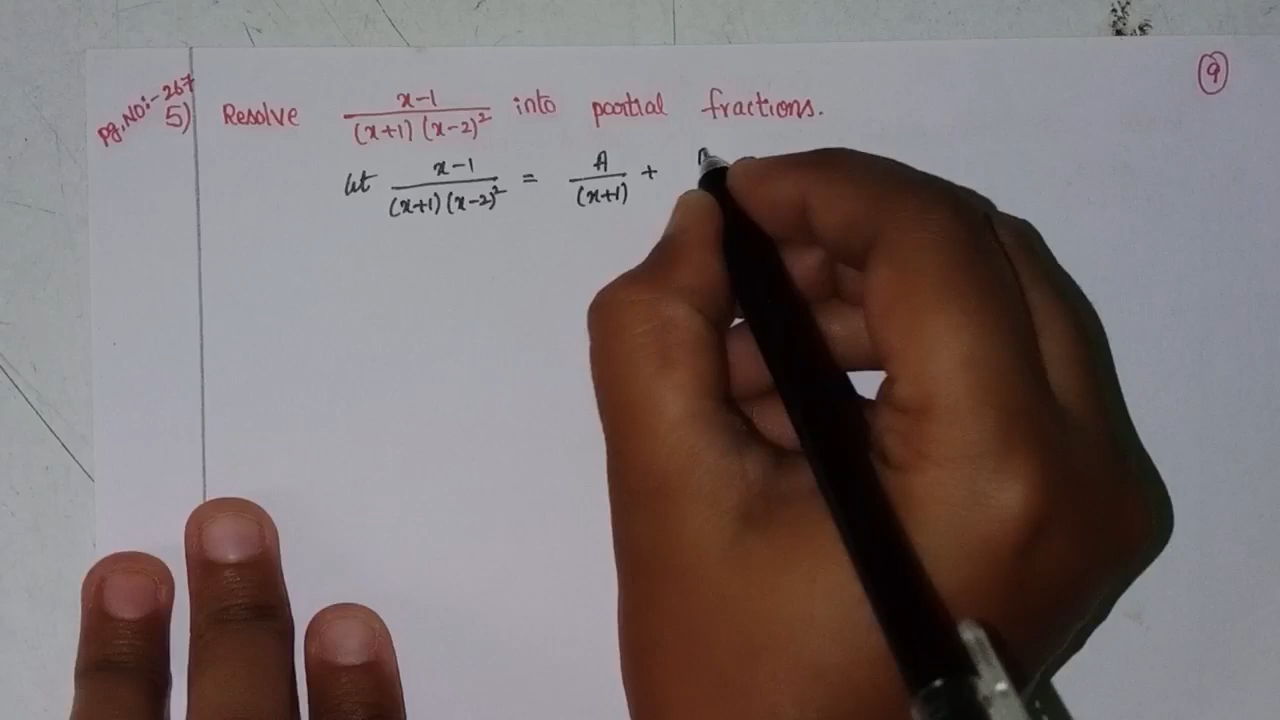 9
Pg.NO:-267
5) Resolve (x-1)/((x+1)(x-2)²) into partial fractions.
let (x-1)/((x+1)(x-2)²) = A/(x+1) +